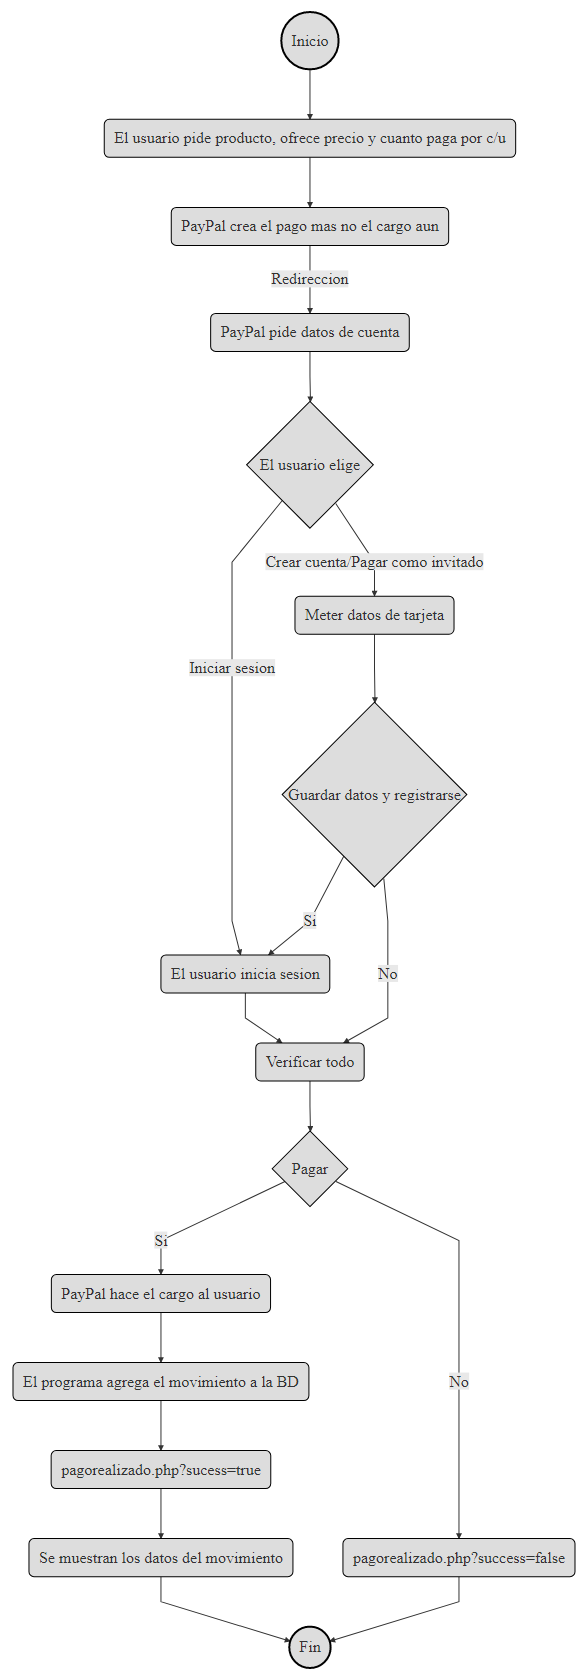 Inicio
El usuario pide producto, ofrece precio y cuanto paga por c/u
PayPal crea el pago mas no el cargo aun
Redireccion
PayPal pide datos de cuenta
El usuario elige
Crear cuenta/Pagar como invitado
Meter datos de tarjeta
Iniciar sesion
Guardar datos y registrarse
Si
El usuario inicia sesion
No
Verificar todo
Pagar
Si
PayPal hace el cargo al usuario
El programa agrega el movimiento a la BD
No
pagorealizado.php?sucess=true
Se muestran los datos del movimiento
pagorealizado.php?success=false
Fin